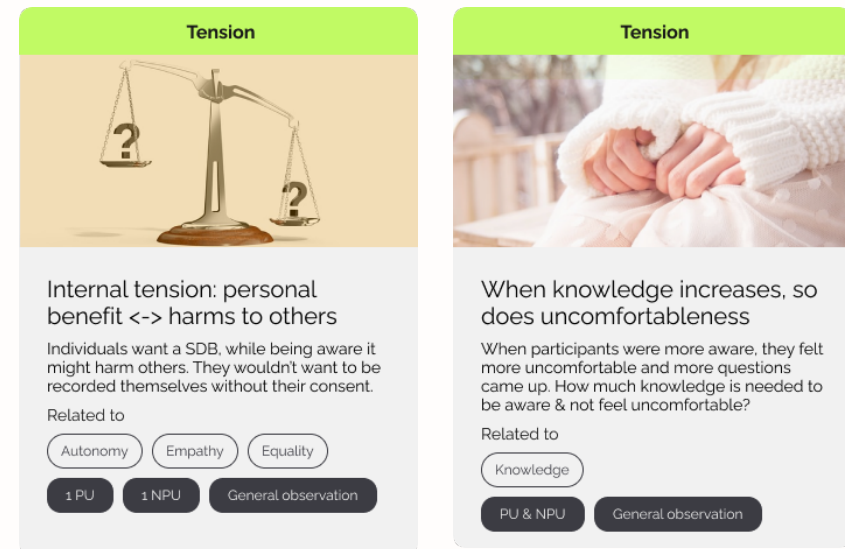 Tension
?
?
Internal tension: personal
benefit <-> harms to others
Individuals want a SDB, while being aware it
might harm others. They wouldn't want to be
recorded themselves without their consent.
Related to
Autonomy
Empathy
Equality
1 PU
1 NPU
General observation
Tension
When knowledge increases, so
does uncomfortableness
When participants were more aware, they felt
more uncomfortable and more questions
came up. How much knowledge is needed to
be aware & not feel uncomfortable?
Related to
Knowledge
PU & NPU
General observation